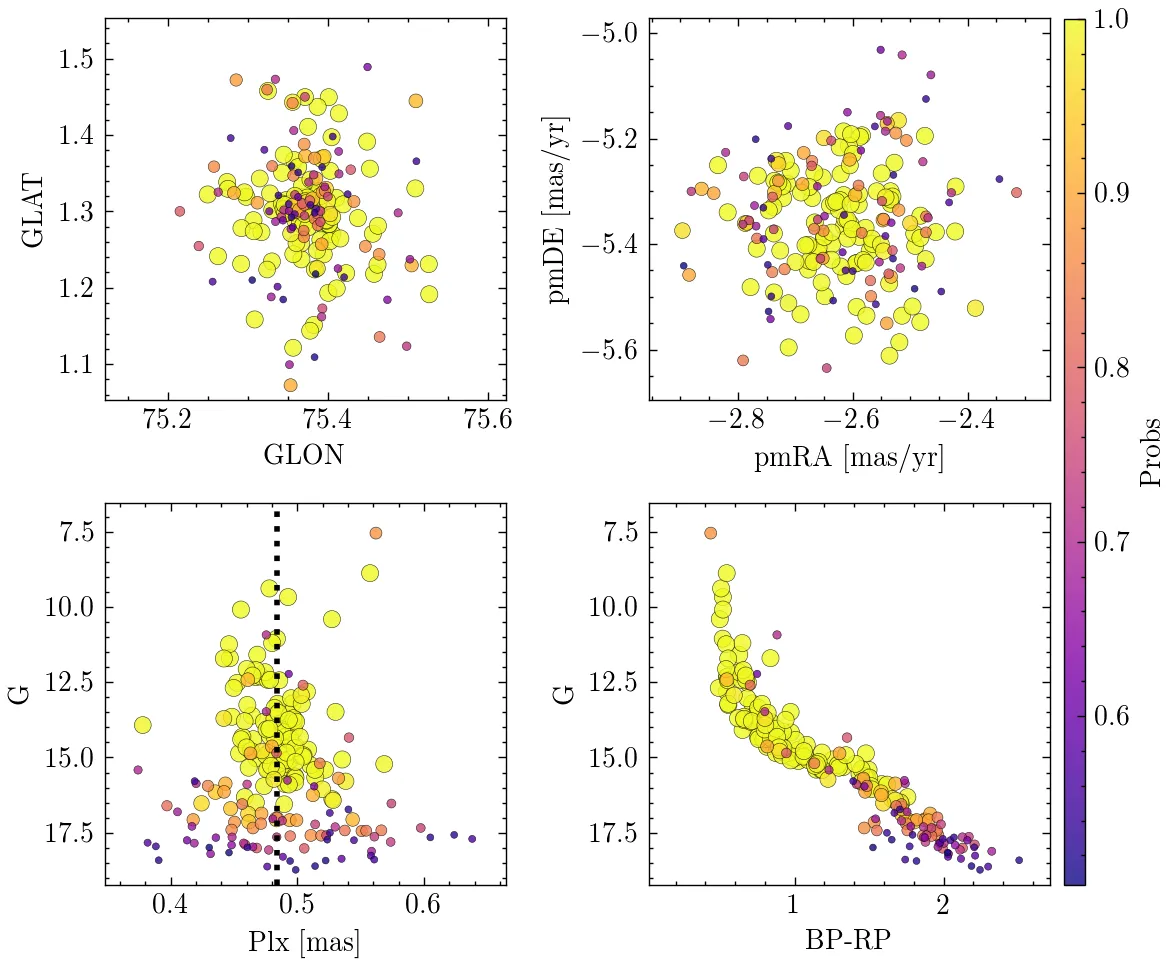 1.5
1.4
1.3
1.2
1.1
GLAT
75.2 75.4 75.6
GLON
−5.0
−5.2
−5.4
−5.6
pmDE [mas/yr]
−2.8 −2.6 −2.4
pmRA [mas/yr]
1.0
0.9
0.8
0.7
0.6
Probs
7.5
10.0
12.5
15.0
17.5
G
0.4 0.5 0.6
Plx [mas]
7.5
10.0
12.5
15.0
17.5
G
1 2
BP-RP